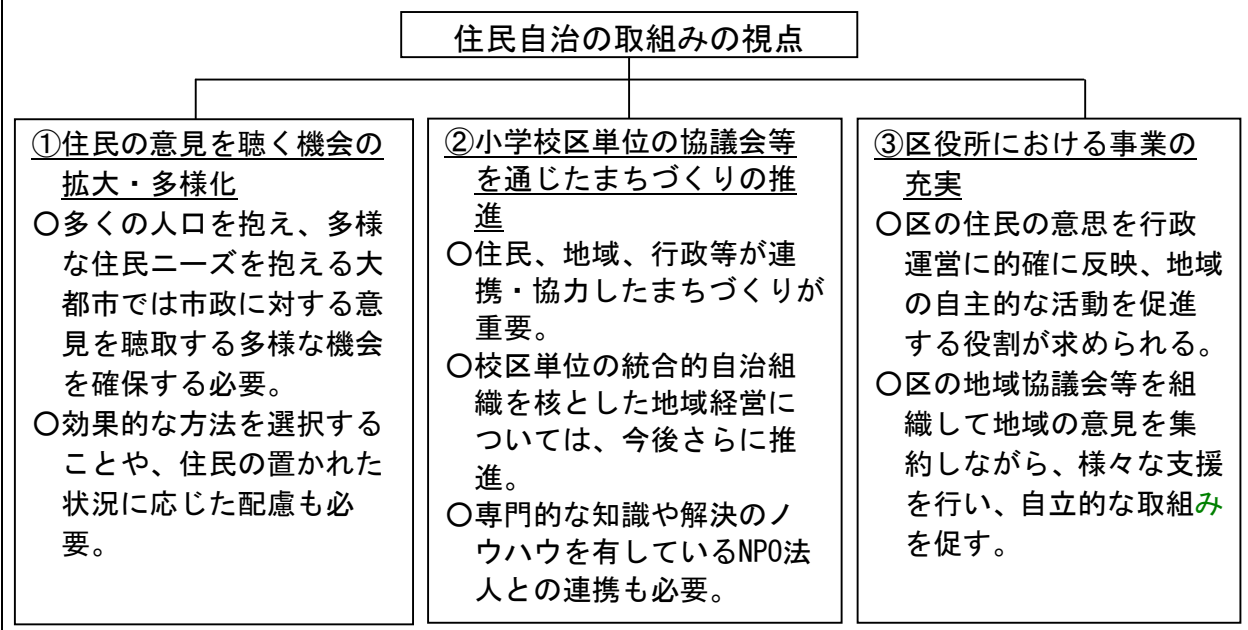 住民自治の取組みの視点
①住民の意見を聴く機会の
拡大・多様化
〇多くの人口を抱え、多様
な住民ニーズを抱える大
都市では市政に対する意
見を聴取する多様な機会
を確保する必要。
〇効果的な方法を選択する
ことや、住民の置かれた
状況に応じた配慮も必
要。
②小学校区単位の協議会等
を通じたまちづくりの推
進
〇住民、地域、行政等が連
携・協力したまちづくりが
重要。
〇校区単位の統合的自治組
織を核とした地域経営に
ついては、今後さらに推
進。
〇専門的な知識や解決のノ
ウハウを有しているNPO法
人との連携も必要。
③区役所における事業の
充実
〇区の住民の意思を行政
運営に的確に反映、地域
の自主的な活動を促進
する役割が求められる。
〇区の地域協議会等を組
織して地域の意見を集
約しながら、様々な支援
を行い、自立的な取組み
を促す。